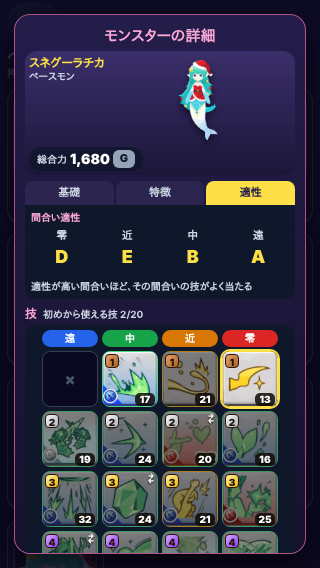 モンスターの詳細
スネグーラチカ
ベースモン
総合力 1,680 G
基礎 特徴 適性
間合い適性
零 近 中 遠
D E B A
適性が高い間合いほど、その間合いの技がよく当たる
技 初めから使える技 2/20
遠 中 近 零
× 1 17 1 21 1 13
2 19 2 24 2 20 2 16
3 32 3 24 3 21 3 25
4 4 4 4